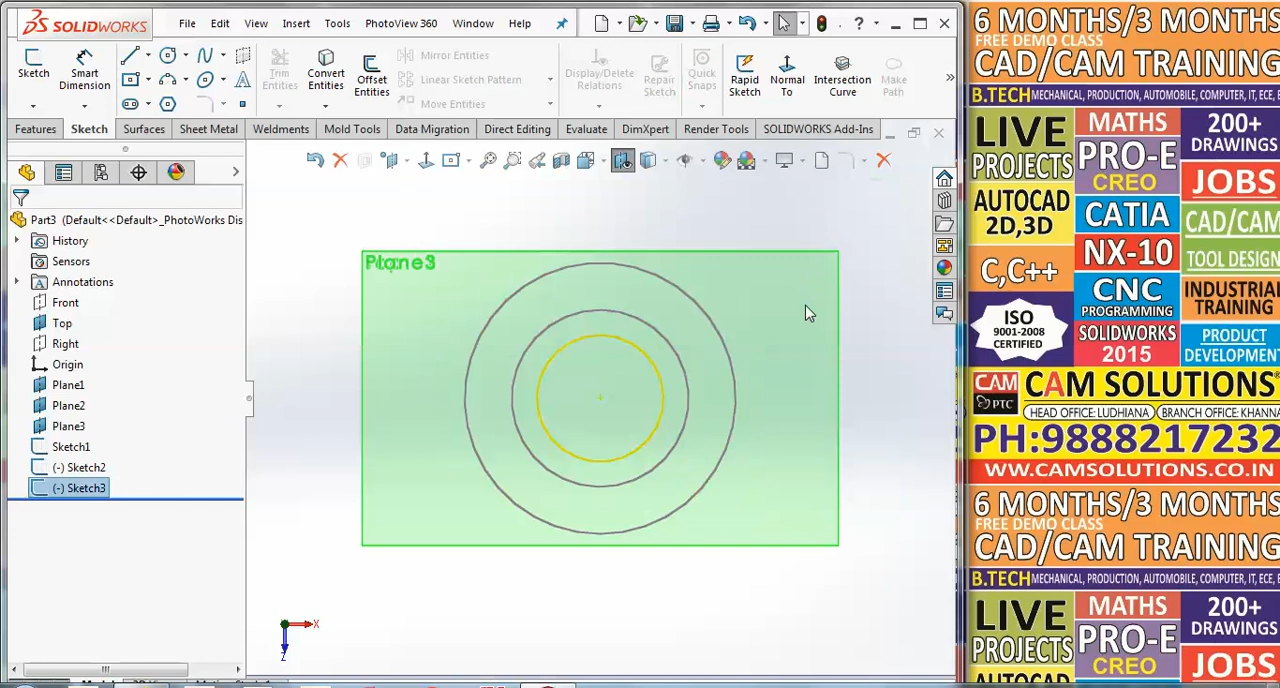 SOLIDWORKS
File Edit View Insert Tools PhotoView 360 Window Help
Sketch
Smart Dimension
Trim Entities
Convert Entities
Offset Entities
Mirror Entities
Linear Sketch Pattern
Move Entities
Display/Delete Relations
Repair Sketch
Quick Snaps
Rapid Sketch
Normal To
Intersection Curve
Make Path
Features Sketch Surfaces Sheet Metal Weldments Mold Tools Data Migration Direct Editing Evaluate DimXpert Render Tools SOLIDWORKS Add-Ins
Part3 (Default<<Default>_PhotoWorks Dis
History
Sensors
Annotations
Front
Top
Right
Origin
Plane1
Plane2
Plane3
Sketch1
(-) Sketch2
(-) Sketch3
Plane3
X
Z
6 MONTHS/3 MONTHS
FREE DEMO CLASS
CAD/CAM TRAINING
B.TECH MECHANICAL, PRODUCTION, AUTOMOBILE, COMPUTER, IT, ECE,
LIVE PROJECTS
MATHS
200+ DRAWINGS
PRO-E CREO
JOBS
AUTOCAD 2D,3D
CATIA
CAD/CAM
TOOL DESIGN
NX-10
C,C++
CNC PROGRAMMING
INDUSTRIAL TRAINING
ISO 9001-2008 CERTIFIED
SOLIDWORKS 2015
PRODUCT DEVELOPMENT
CAM PTC
CAM SOLUTIONS
HEAD OFFICE: LUDHIANA BRANCH OFFICE: KHANNA
PH:9888217232
WW.CAMSOLUTIONS.CO.IN
6 MONTHS/3 MONTHS
FREE DEMO CLASS
CAD/CAM TRAINING
B.TECH MECHANICAL, PRODUCTION, AUTOMOBILE, COMPUTER, IT, ECE,
LIVE PROJECTS
MATHS
200+ DRAWINGS
PRO-E CREO
JOBS